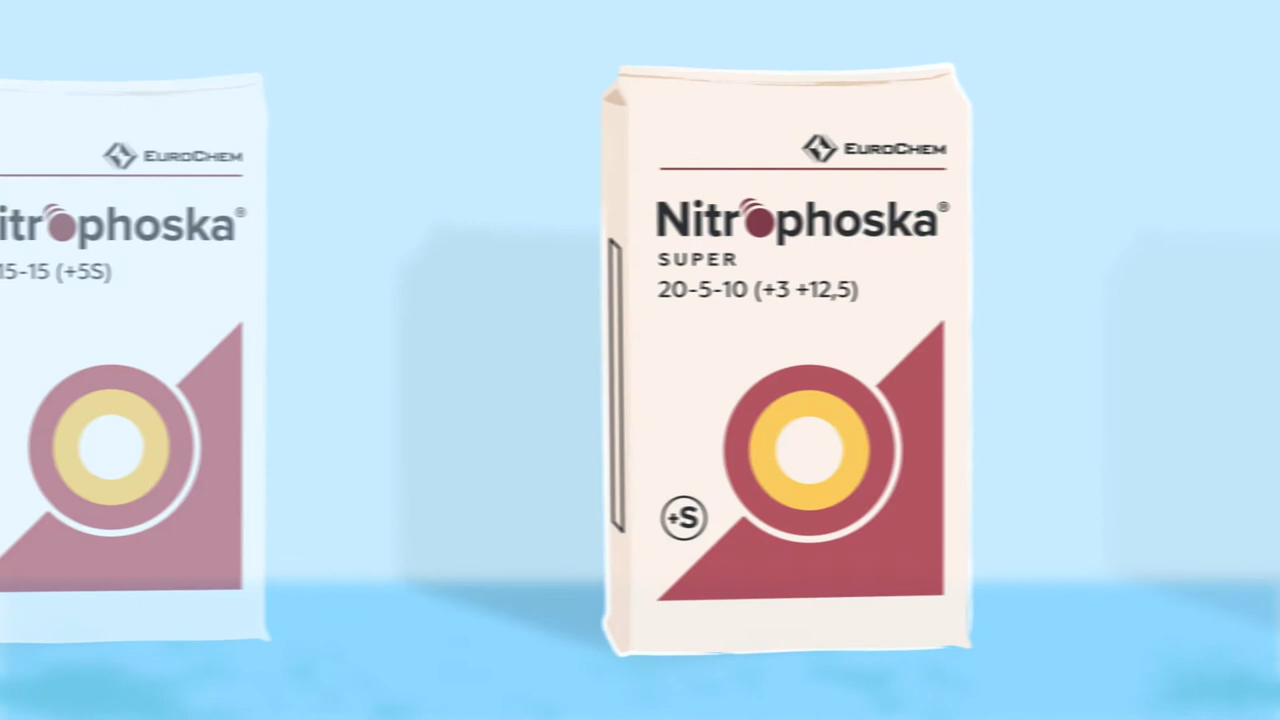 EUROCHEM
itrophoska®
15-15 (+5S)
EUROCHEM
Nitrophoska®
SUPER
20-5-10 (+3 +12,5)
+S